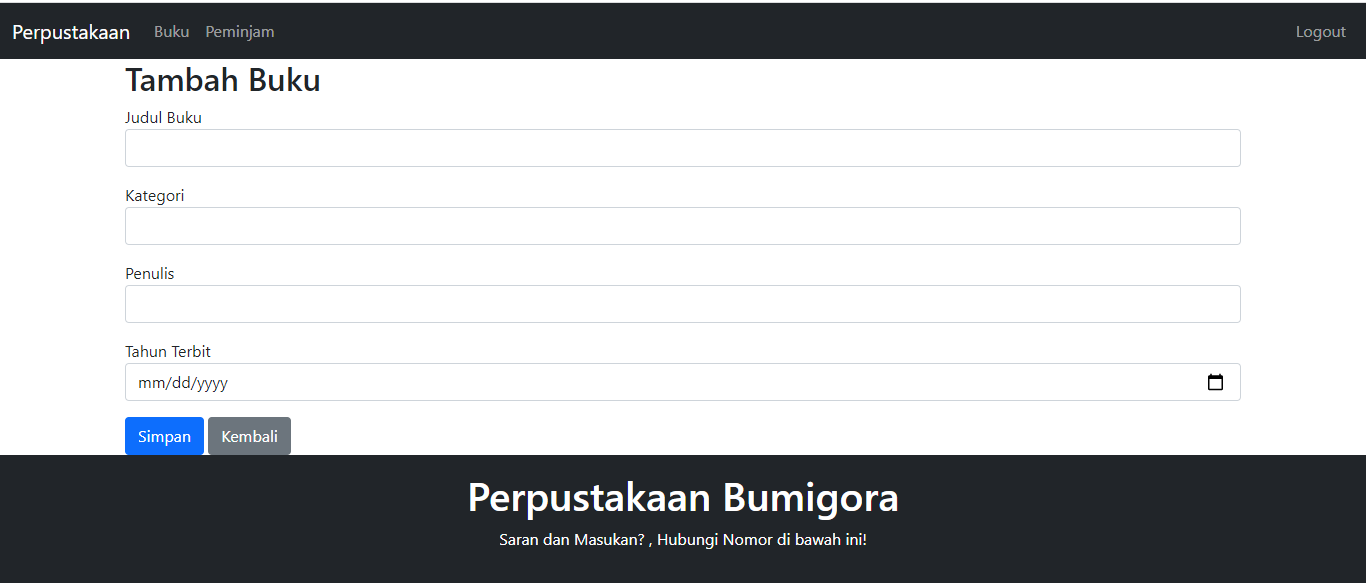 Perpustakaan Buku Peminjam Logout
Tambah Buku
Judul Buku
Kategori
Penulis
Tahun Terbit
mm/dd/yyyy
Simpan Kembali
Perpustakaan Bumigora
Saran dan Masukan? , Hubungi Nomor di bawah ini!